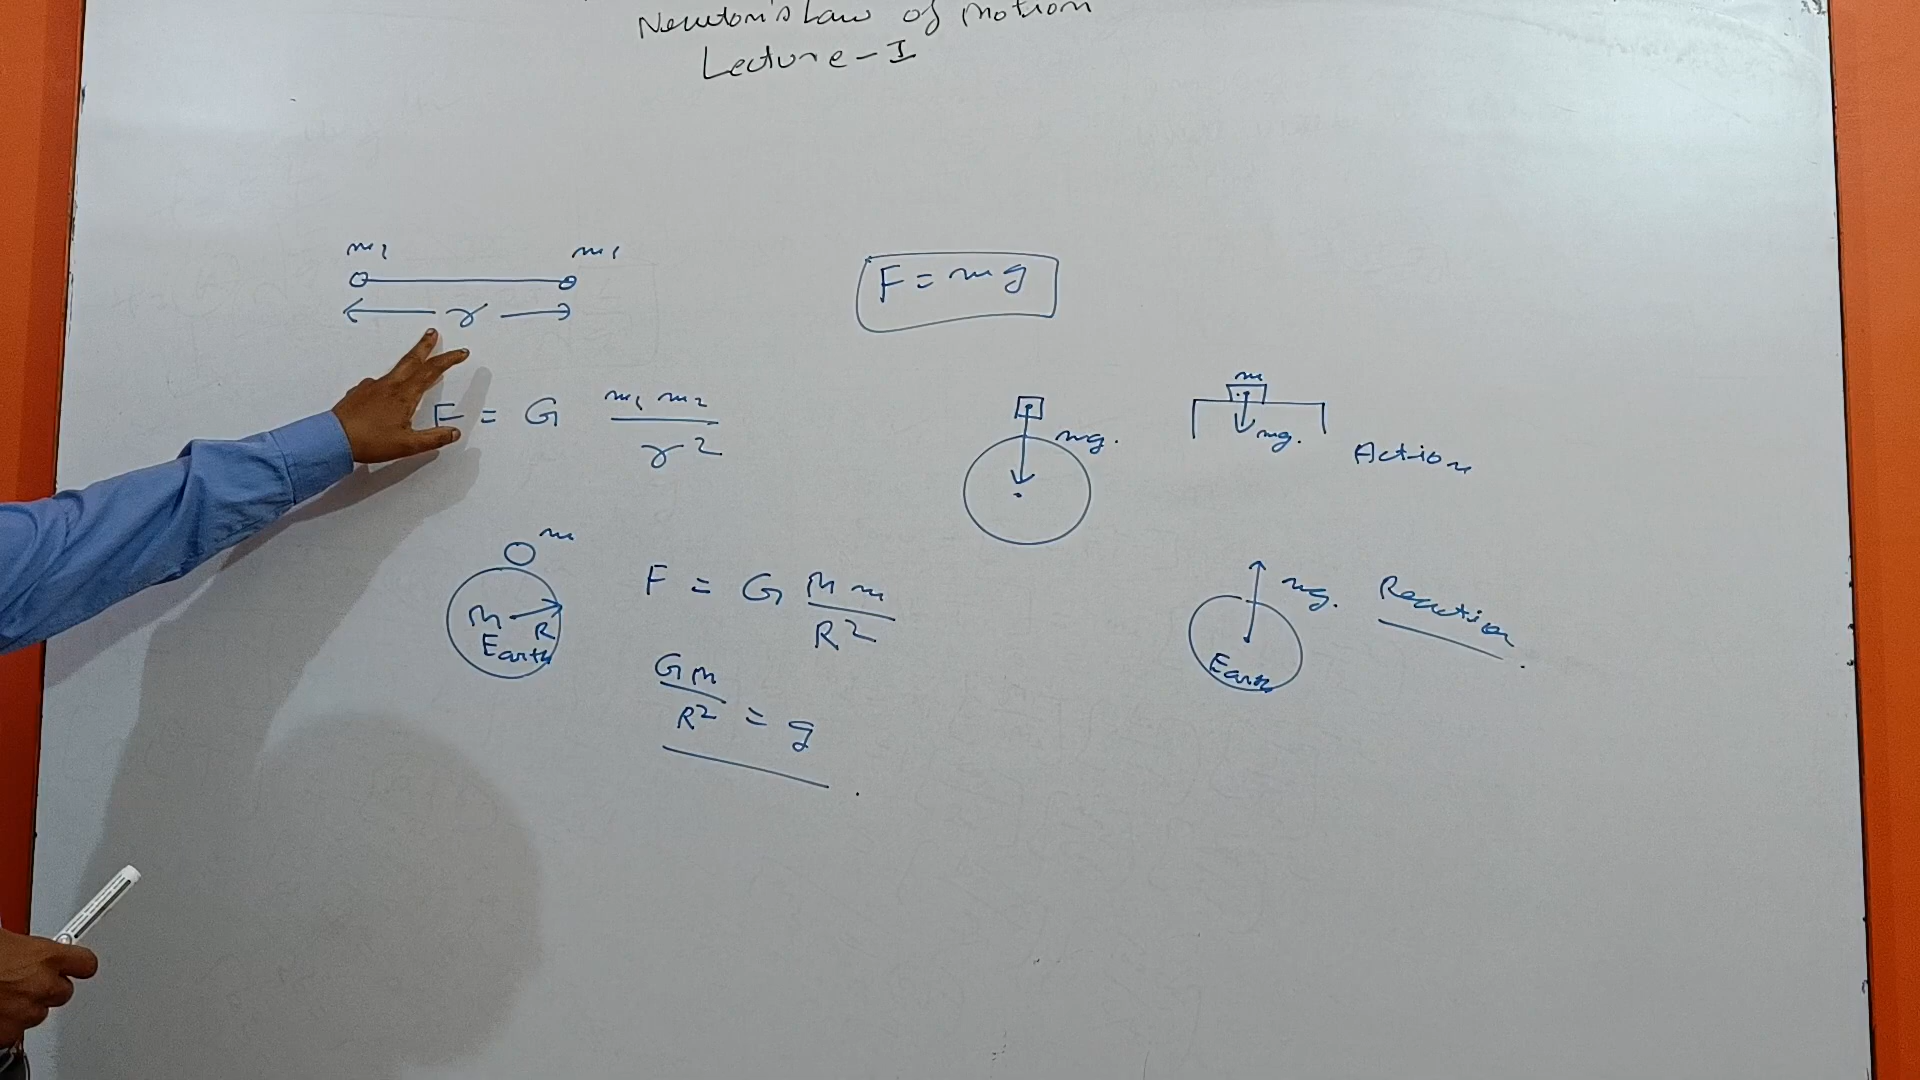 Newton's Law of Motion
Lecture - I
m2 m1
r
F = G m1 m2 / r2
m
M R
Earth
F = G M m / R2
GM / R2 = g
F = mg
mg.
m
mg.
Action
mg.
Reaction
Earth